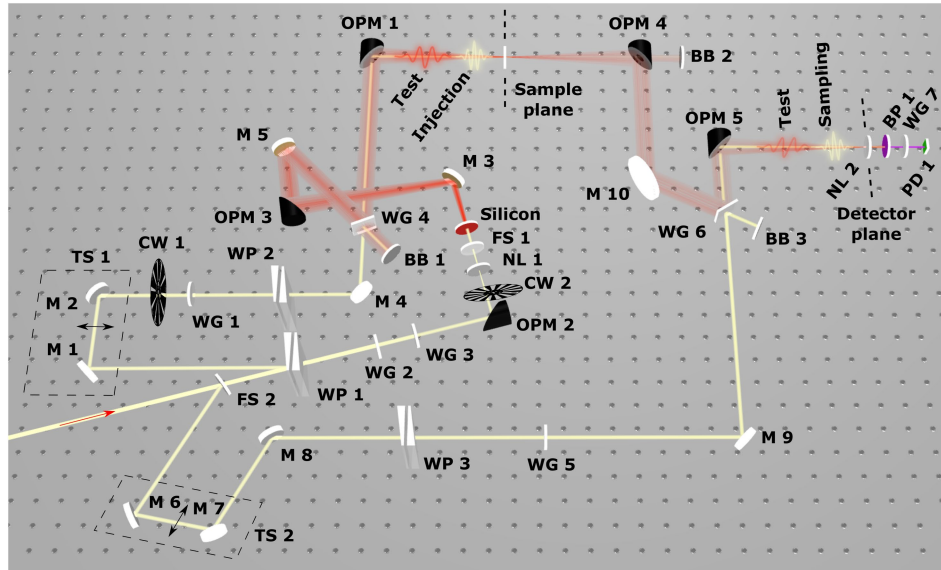 OPM 1
OPM 4
BB 2
Test
Injection
Sample
plane
M 5
M 3
OPM 5
Test
Sampling
NL 2
BP 1
WG 7
PD 1
OPM 3
WG 4
Silicon
FS 1
NL 1
M 10
WG 6
BB 3
Detector
plane
TS 1
CW 1
WP 2
BB 1
CW 2
M 2
WG 1
M 4
OPM 2
M 1
WP 1
WG 2
WG 3
FS 2
M 8
WP 3
WG 5
M 9
M 6
M 7
TS 2